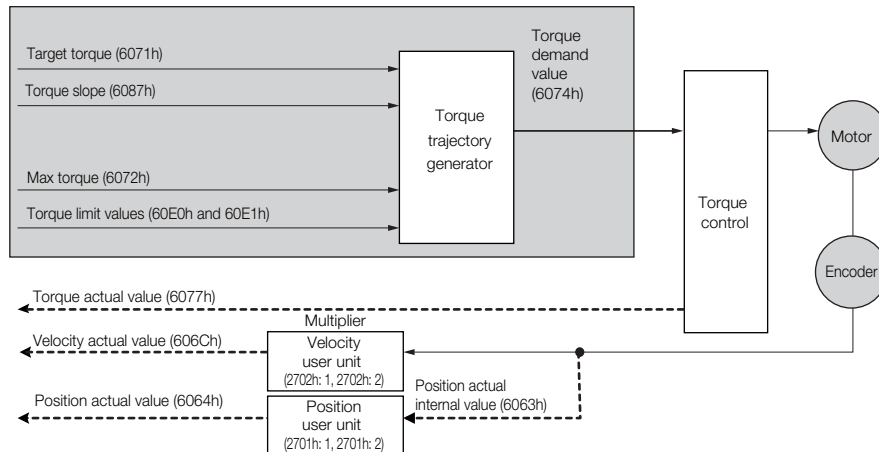 Target torque (6071h)
Torque slope (6087h)
Max torque (6072h)
Torque limit values (60E0h and 60E1h)
Torque
trajectory
generator
Torque
demand
value
(6074h)
Torque
control
Motor
Encoder
Torque actual value (6077h)
Multiplier
Velocity actual value (606Ch)
Velocity
user unit
(2702h: 1, 2702h: 2)
Position actual
internal value (6063h)
Position actual value (6064h)
Position
user unit
(2701h: 1, 2701h: 2)